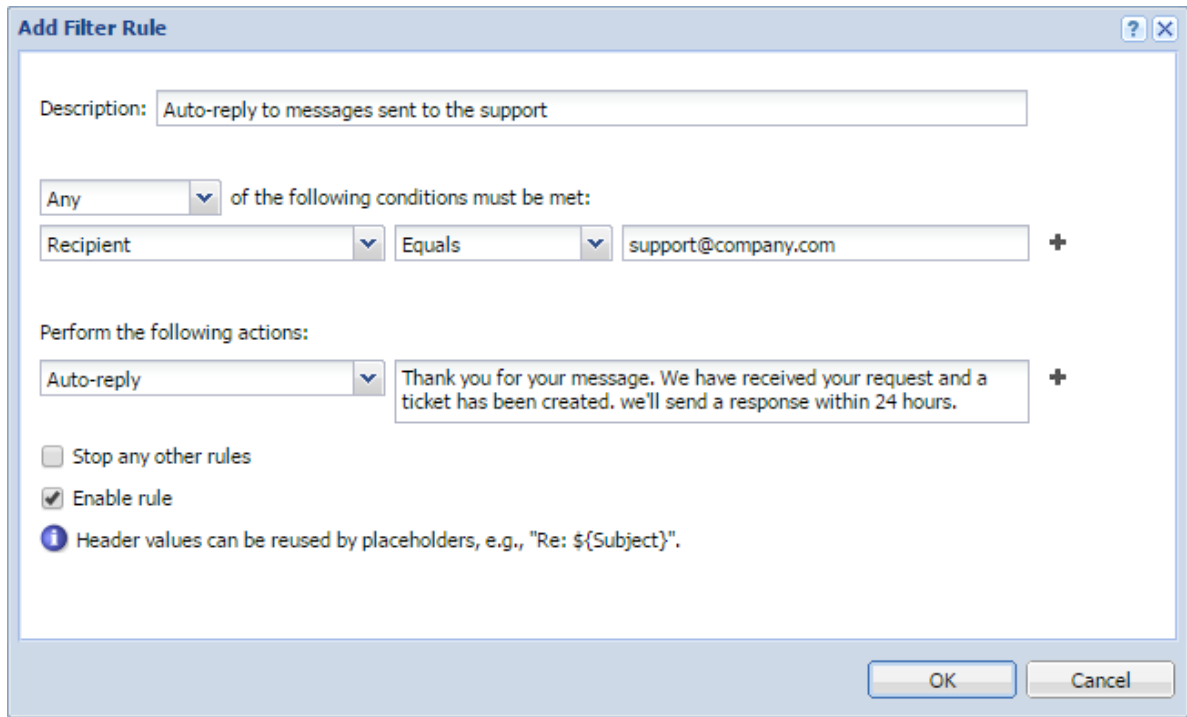 Add Filter Rule
Description: Auto-reply to messages sent to the support
Any of the following conditions must be met:
Recipient Equals support@company.com
Perform the following actions:
Auto-reply Thank you for your message. We have received your request and a
ticket has been created. we'll send a response within 24 hours.
Stop any other rules
Enable rule
Header values can be reused by placeholders, e.g., "Re: ${Subject}".
OK Cancel